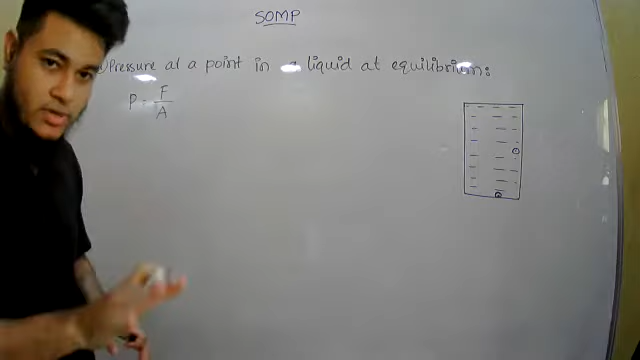 SOMP
Pressure at a point in a liquid at equilibrium:
P = F
A